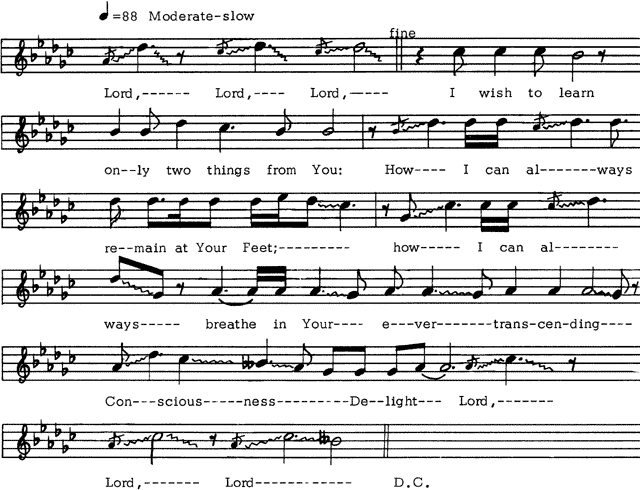 =88 Moderate-slow
fine
Lord,------ Lord,---- Lord,----- I wish to learn
on--ly two things from You: How---- I can al-------ways
re--main at Your Feet;---------- how----- I can al--------
ways----- breathe in Your---- e---ver--------trans-cen-ding----
Con---scious-----ness----------De--light--- Lord,-------
Lord,------- Lord------------- D.C.